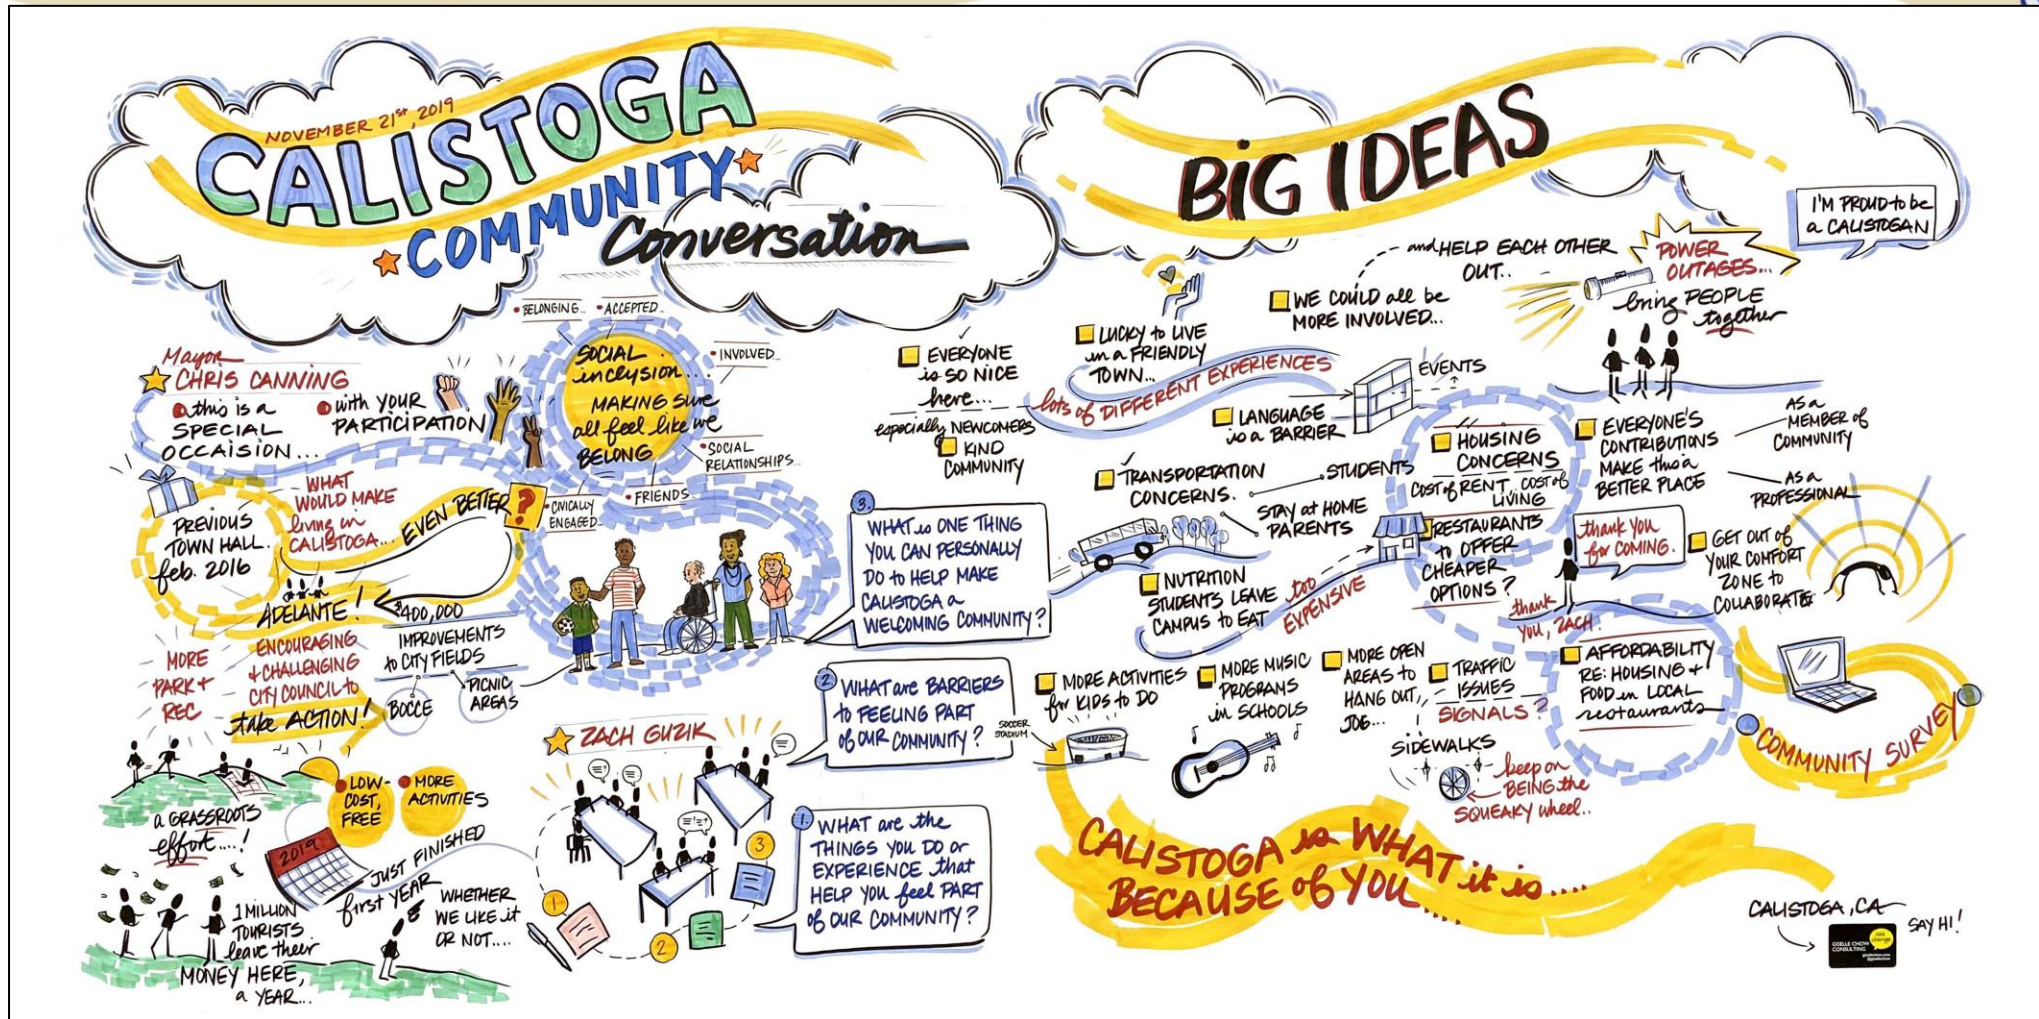 NOVEMBER 21ST, 2019
CALISTOGA
COMMUNITY
Conversation
Mayor
CHRIS CANNING
this is a
SPECIAL
OCCAISION...
with YOUR
PARTICIPATION
PREVIOUS
TOWN HALL.
feb. 2016
WHAT
WOULD MAKE
living in
CALISTOGA...
EVEN BETTER
?
ADELANTE!
MORE
PARK +
REC
ENCOURAGING
+ CHALLENGING
CITY COUNCIL to
take ACTION!
$400,000
IMPROVEMENTS
to CITY FIELDS
BOCCE
PICNIC
AREAS
a GRASSROOTS
effort....!
LOW-
COST,
FREE
MORE
ACTIVITIES
2019
JUST FINISHED
first YEAR
1 MILLION
TOURISTS
leave their
MONEY HERE,
a YEAR...
WHETHER
WE LIKE it
OR NOT....
BELONGING..
ACCEPTED..
INVOLVED...
SOCIAL
inclusion...
MAKING sure
all feel like we
BELONG
SOCIAL
RELATIONSHIPS...
FRIENDS...
CIVICALLY
ENGAGED...
ZACH GUZIK
1
2
3
3.
WHAT is ONE THING
YOU CAN PERSONALLY
DO to HELP MAKE
CALISTOGA a
WELCOMING COMMUNITY?
2
WHAT are BARRIERS
to FEELING PART
of OUR COMMUNITY?
1.
WHAT are the
THINGS YOU DO or
EXPERIENCE that
HELP YOU feel PART
of OUR COMMUNITY?
BIG IDEAS
I'M PROUD to be
a CALISTOGAN
EVERYONE
is SO NICE
here...
especially NEWCOMERS
KIND
COMMUNITY
LUCKY to LIVE
in a FRIENDLY
TOWN...
WE COULD all be
MORE INVOLVED...
and HELP EACH OTHER
OUT..
POWER
OUTAGES...
bring PEOPLE
together
lots of DIFFERENT EXPERIENCES
LANGUAGE
is a BARRIER
EVENTS
TRANSPORTATION
CONCERNS.
STUDENTS
STAY at HOME
PARENTS
HOUSING
CONCERNS
COST of RENT
COST of
LIVING
RESTAURANTS
to OFFER
CHEAPER
OPTIONS?
NUTRITION
STUDENTS LEAVE
CAMPUS to EAT
too
EXPENSIVE
EVERYONE'S
CONTRIBUTIONS
MAKE this a
BETTER PLACE
AS a
MEMBER of
COMMUNITY
AS a
PROFESSIONAL
thank you
for COMING.
thank
YOU, ZACH.
GET OUT of
YOUR COMFORT
ZONE to
COLLABORATE
MORE ACTIVITIES
for KIDS to DO
SOCCER
STADIUM
MORE MUSIC
PROGRAMS
in SCHOOLS
MORE OPEN
AREAS to
HANG OUT,
TRAFFIC
ISSUES
SIGNALS?
SIDEWALKS
keep on
BEING the
SQUEAKY wheel..
AFFORDABILITY
RE: HOUSING +
FOOD in LOCAL
restaurants
COMMUNITY SURVEY
CALISTOGA is WHAT it is....
BECAUSE of YOU....
CALISTOGA, CA
SAY HI!
GISELLE CHOW
CONSULTING